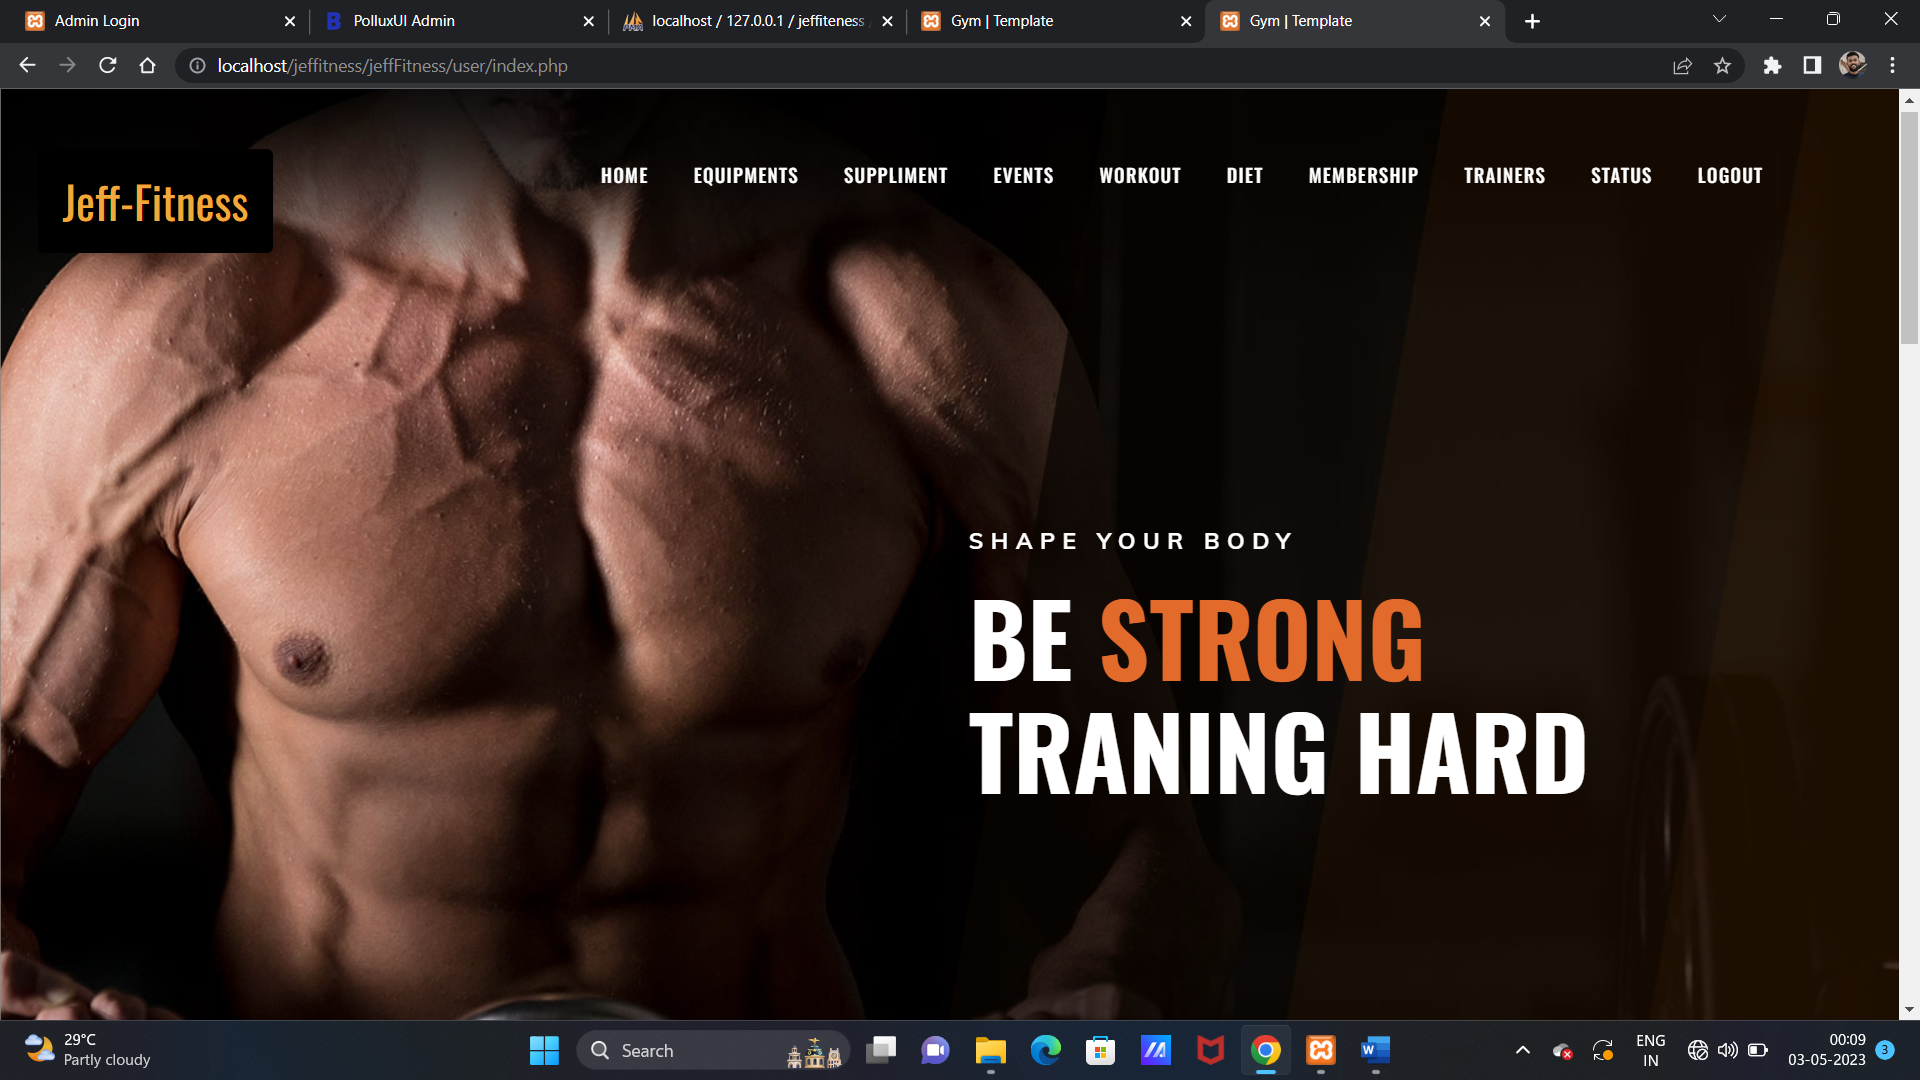 Admin Login
PolluxUI Admin
localhost / 127.0.0.1 / jeffiteness
Gym | Template
Gym | Template
localhost/jeffitness/jeffFitness/user/index.php
Jeff-Fitness
HOME EQUIPMENTS SUPPLIMENT EVENTS WORKOUT DIET MEMBERSHIP TRAINERS STATUS LOGOUT
SHAPE YOUR BODY
BE STRONG
TRANING HARD
29°C
Partly cloudy
Search
ENG
IN
00:09
03-05-2023
3